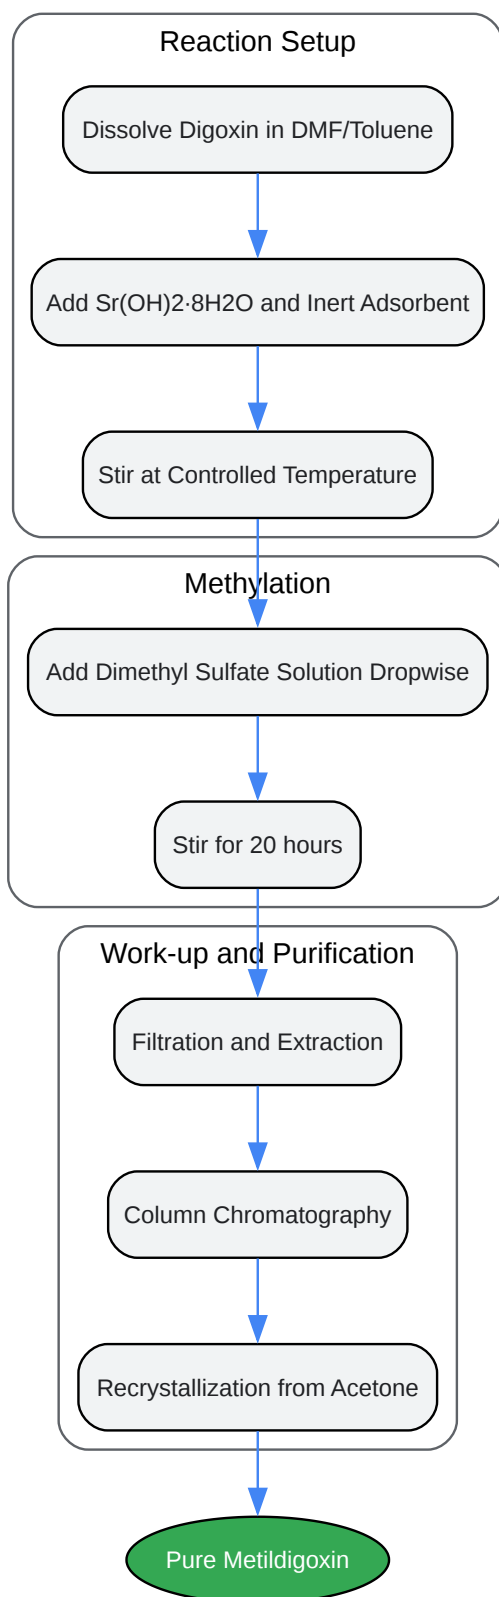 Reaction Setup
Dissolve Digoxin in DMF/Toluene
Add Sr(OH)2·8H2O and Inert Adsorbent
Stir at Controlled Temperature
Methylation
Add Dimethyl Sulfate Solution Dropwise
Stir for 20 hours
Work-up and Purification
Filtration and Extraction
Column Chromatography
Recrystallization from Acetone
Pure Metildigoxin